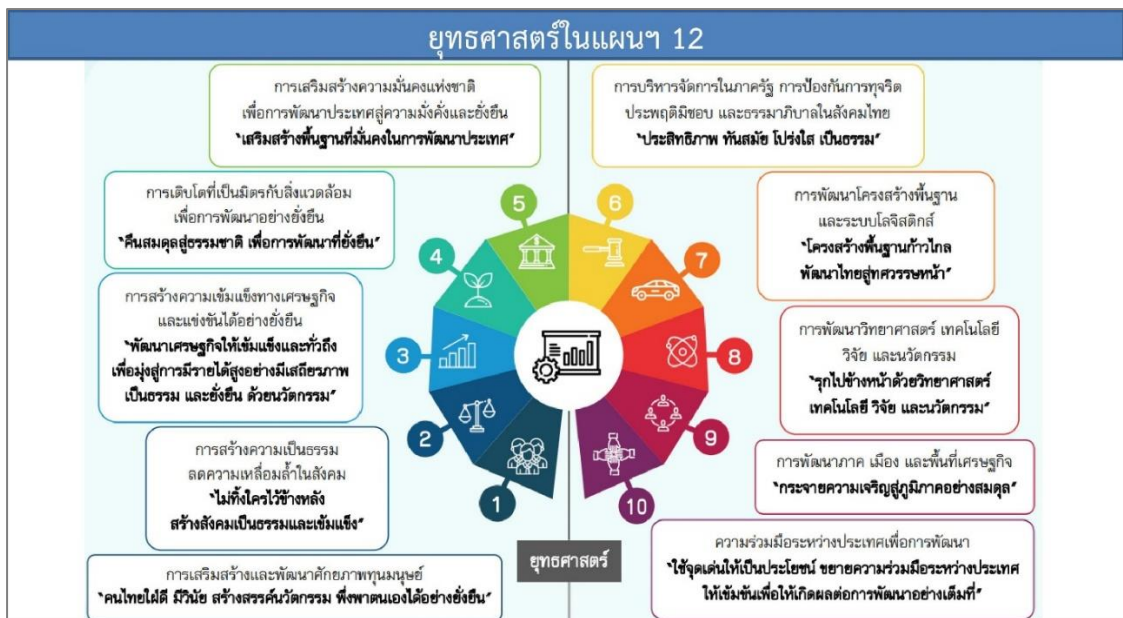 ยุทธศาสตร์ในแผนฯ 12
การเสริมสร้างความมั่นคงแห่งชาติ
เพื่อการพัฒนาประเทศสู่ความมั่งคั่งและยั่งยืน
“เสริมสร้างพื้นฐานที่มั่นคงในการพัฒนาประเทศ”
การบริหารจัดการในภาครัฐ การป้องกันการทุจริต
ประพฤติมิชอบ และธรรมาภิบาลในสังคมไทย
“ประสิทธิภาพ ทันสมัย โปร่งใส เป็นธรรม”
การเติบโตที่เป็นมิตรกับสิ่งแวดล้อม
เพื่อการพัฒนาอย่างยั่งยืน
“คืนสมดุลสู่ธรรมชาติ เพื่อการพัฒนาที่ยั่งยืน”
การพัฒนาโครงสร้างพื้นฐาน
และระบบโลจิสติกส์
“โครงสร้างพื้นฐานก้าวไกล
พัฒนาไทยสู่ทศวรรษหน้า”
การสร้างความเข้มแข็งทางเศรษฐกิจ
และแข่งขันได้อย่างยั่งยืน
“พัฒนาเศรษฐกิจให้เข้มแข็งและทั่วถึง
เพื่อมุ่งสู่การมีรายได้สูงอย่างมีเสถียรภาพ
เป็นธรรม และยั่งยืน ด้วยนวัตกรรม”
การพัฒนาวิทยาศาสตร์ เทคโนโลยี
วิจัย และนวัตกรรม
“รุกไปข้างหน้าด้วยวิทยาศาสตร์
เทคโนโลยี วิจัย และนวัตกรรม”
การสร้างความเป็นธรรม
ลดความเหลื่อมล้ำในสังคม
“ไม่ทิ้งใครไว้ข้างหลัง
สร้างสังคมเป็นธรรมและเข้มแข็ง”
การพัฒนาภาค เมือง และพื้นที่เศรษฐกิจ
“กระจายความเจริญสู่ภูมิภาคอย่างสมดุล”
การเสริมสร้างและพัฒนาศักยภาพทุนมนุษย์
“คนไทยใฝ่ดี มีวินัย สร้างสรรค์นวัตกรรม พึ่งพาตนเองได้อย่างยั่งยืน”
ความร่วมมือระหว่างประเทศเพื่อการพัฒนา
“ใช้จุดเด่นให้เป็นประโยชน์ ขยายความร่วมมือระหว่างประเทศ
ให้เข้มข้นเพื่อให้เกิดผลต่อการพัฒนาอย่างเต็มที่”
5
6
4
7
3
8
2
9
1
10
ยุทธศาสตร์